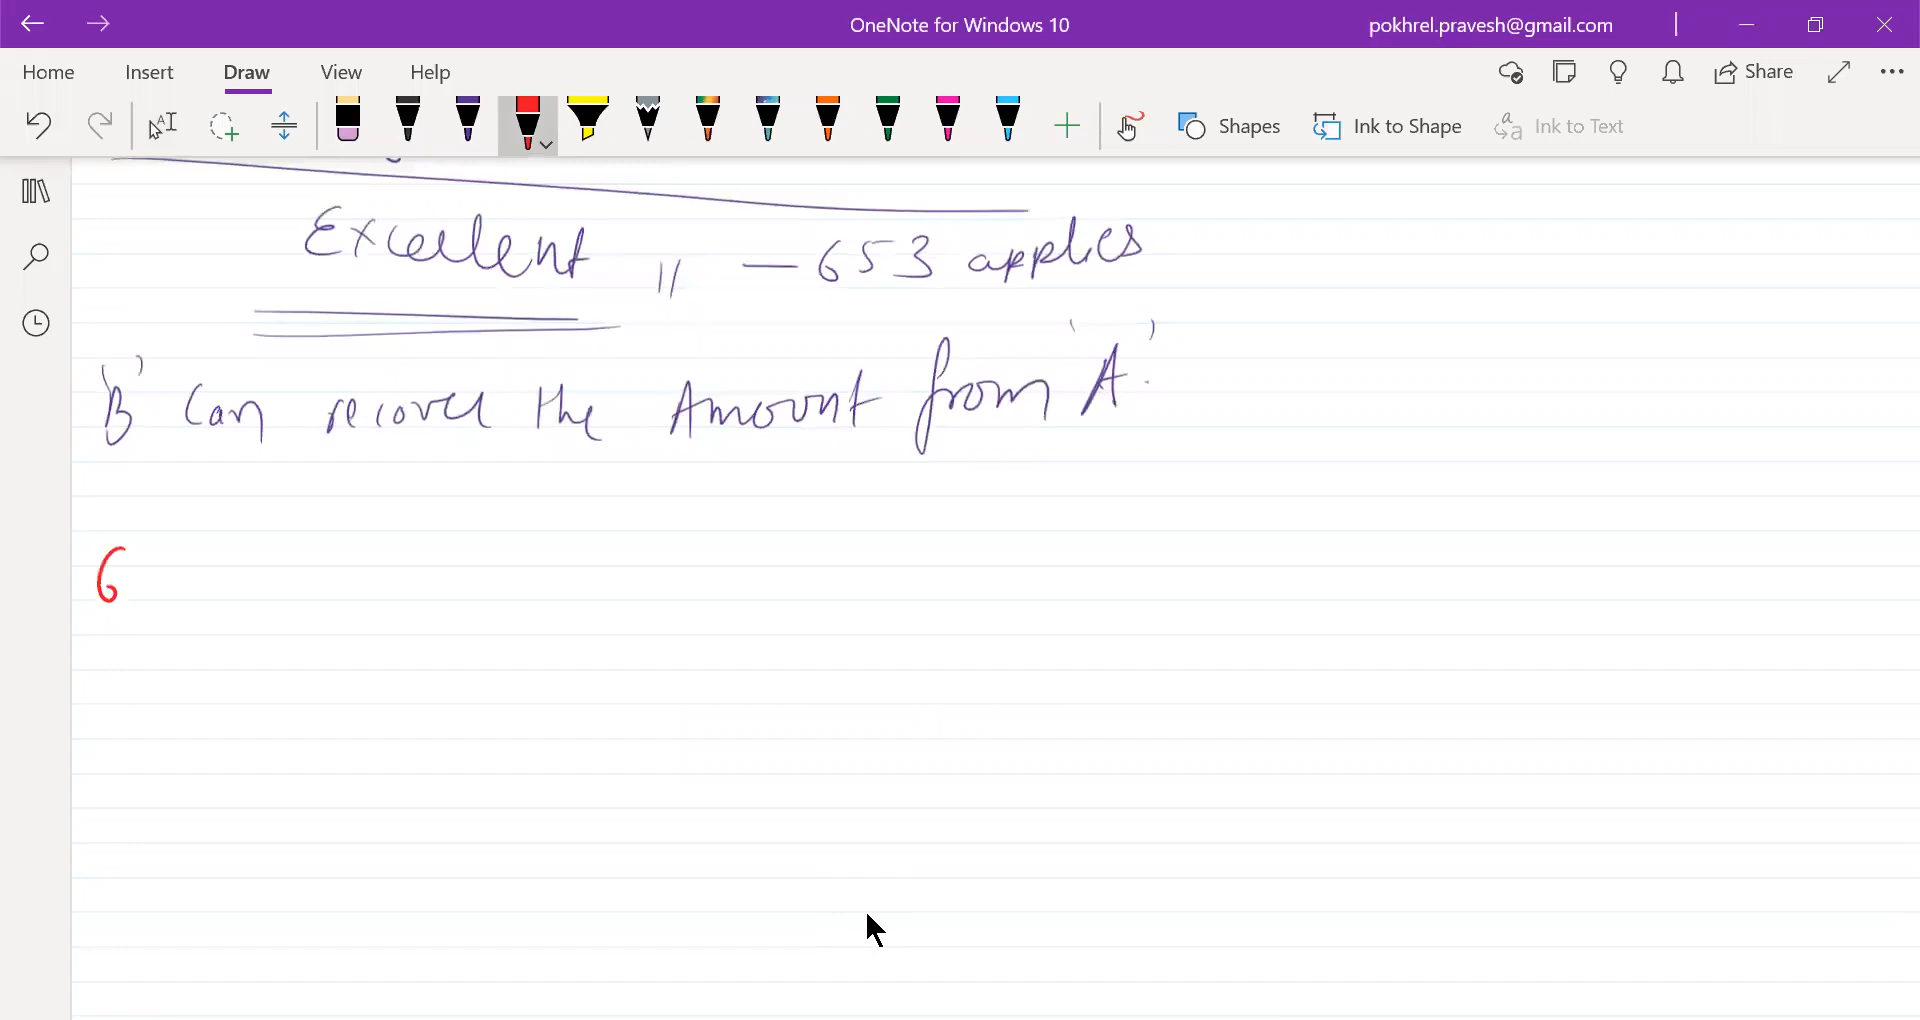 OneNote for Windows 10
pokhrel.pravesh@gmail.com
Home Insert Draw View Help
Share
Shapes Ink to Shape Ink to Text
Excellent ,, — 653 applies
'B' Can recover the Amount from 'A'.
6